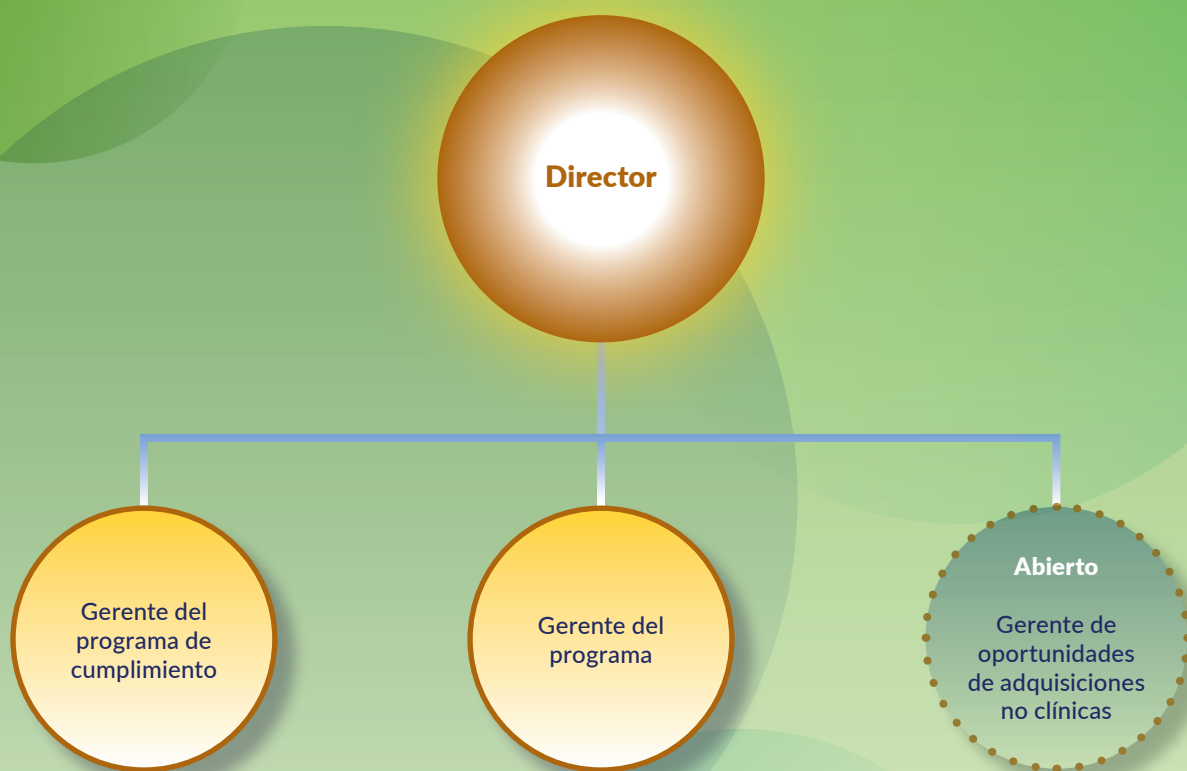 Director
Gerente del
programa de
cumplimiento
Gerente del
programa
Abierto
Gerente de
oportunidades
de adquisiciones
no clínicas